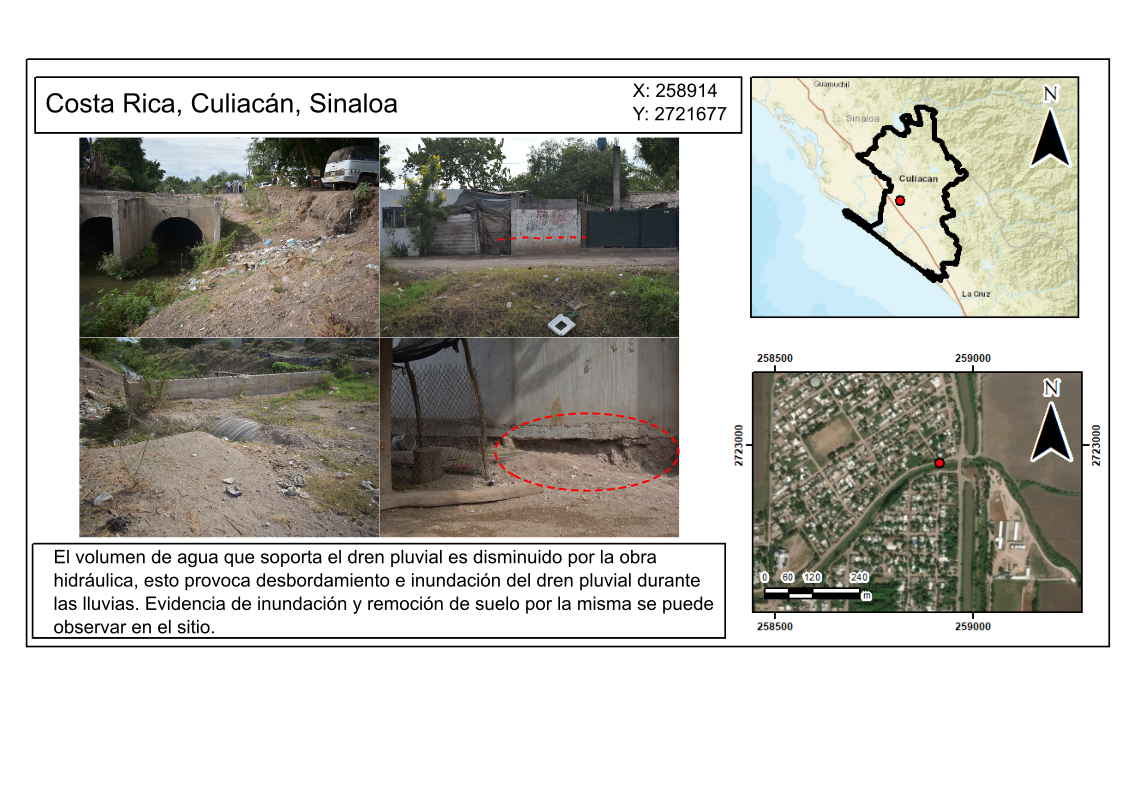 Costa Rica, Culiacán, Sinaloa
X: 258914
Y: 2721677
El volumen de agua que soporta el dren pluvial es disminuido por la obra
hidráulica, esto provoca desbordamiento e inundación del dren pluvial durante
las lluvias. Evidencia de inundación y remoción de suelo por la misma se puede
observar en el sitio.
Guamuchil
Sinaloa
Culiacan
La Cruz
N
258500 259000
N
2723000
2723000
0 60 120 240
m
258500 259000